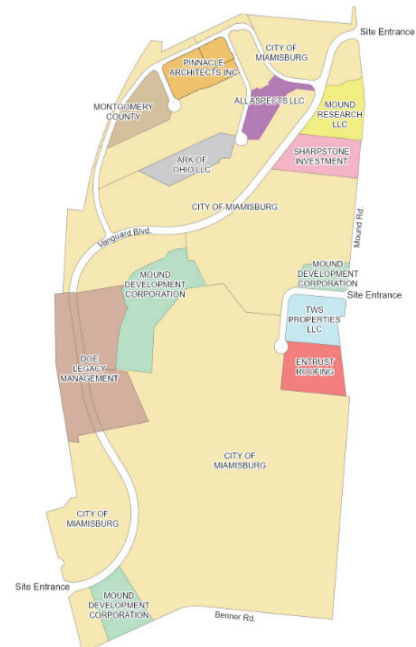 Site Entrance
CITY OF
MIAMISBURG
PINNACLE
ARCHITECTS INC
MONTGOMERY
COUNTY
ALL ASPECTS LLC
MOUND
RESEARCH
LLC
SHARPSTONE
INVESTMENT
ARK OF
OHIO LLC
CITY OF MIAMISBURG
Mound Rd.
Vanguard Blvd.
MOUND
DEVELOPMENT
CORPORATION
MOUND
DEVELOPMENT
CORPORATION
Site Entrance
TWS
PROPERTIES
LLC
ENTRUST
ROOFING
DOE
LEGACY
MANAGEMENT
CITY OF
MIAMISBURG
CITY OF
MIAMISBURG
Site Entrance
MOUND
DEVELOPMENT
CORPORATION
Benner Rd.